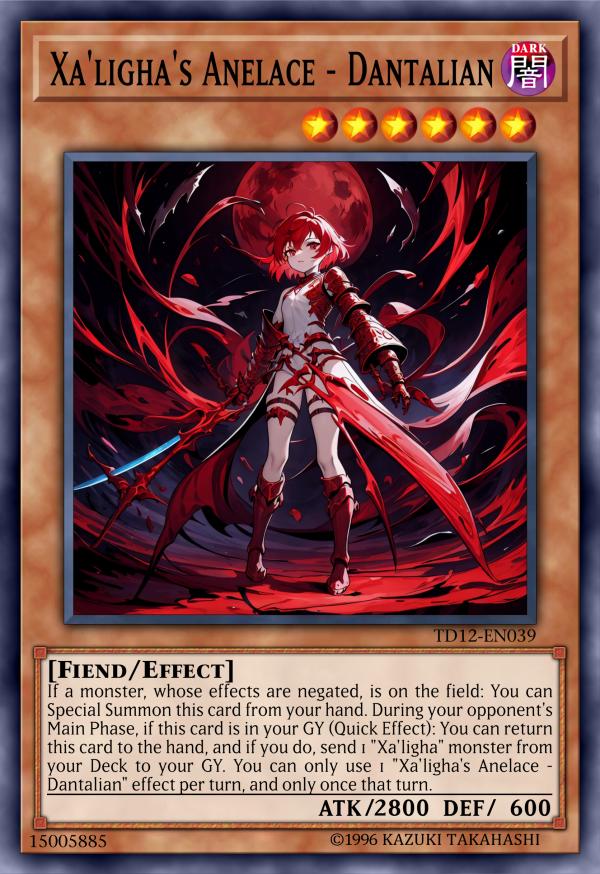 Xa'ligha's Anelace - Dantalian
DARK
闇
TD12-EN039
[Fiend/Effect]
If a monster, whose effects are negated, is on the field: You can
Special Summon this card from your hand. During your opponent's
Main Phase, if this card is in your GY (Quick Effect): You can return
this card to the hand, and if you do, send 1 "Xa'ligha" monster from
your Deck to your GY. You can only use 1 "Xa'ligha's Anelace -
Dantalian" effect per turn, and only once that turn.
ATK/2800 DEF/ 600
15005885
©1996 KAZUKI TAKAHASHI